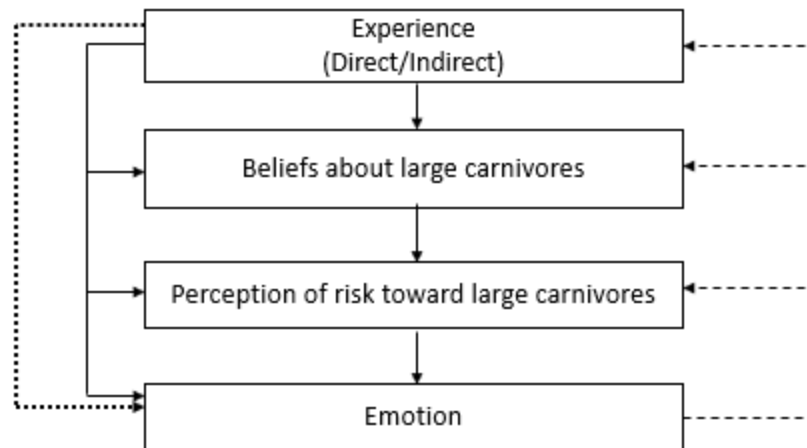 Experience
(Direct/Indirect)
Beliefs about large carnivores
Perception of risk toward large carnivores
Emotion